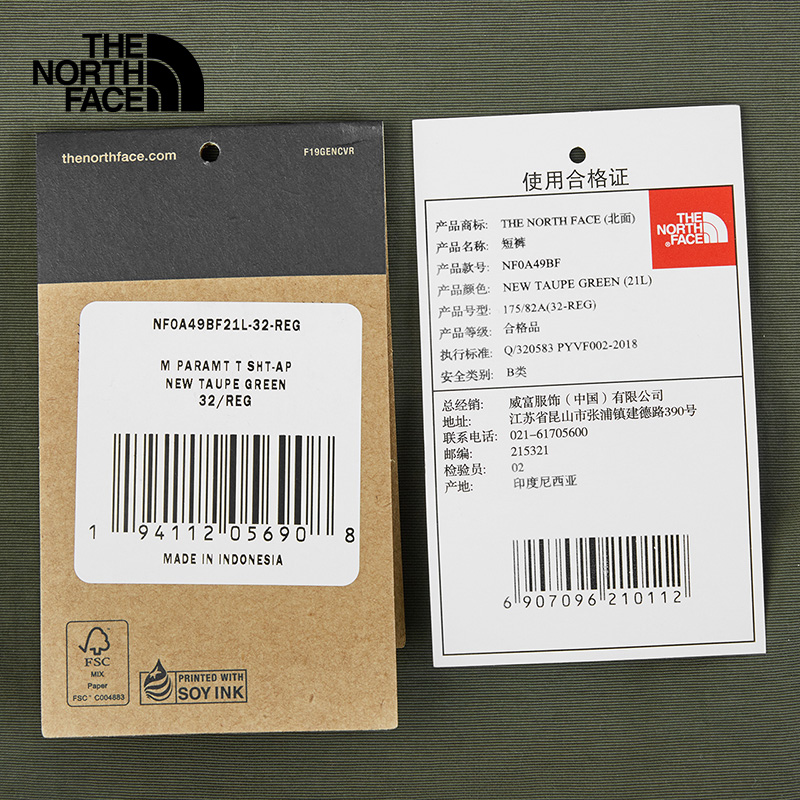 THE
NORTH
FACE
thenorthface.com
F19GENCVR
NF0A49BF21L-32-REG
M PARAMT T SHT-AP
NEW TAUPE GREEN
32/REG
1 94112 05690 8
MADE IN INDONESIA
FSC
MIX
Paper
FSC® C004883
PRINTED WITH
SOY INK
使用合格证
THE
NORTH
FACE
产品商标: THE NORTH FACE (北面)
产品名称: 短裤
产品款号: NF0A49BF
产品颜色: NEW TAUPE GREEN (21L)
产品号型: 175/82A(32-REG)
产品等级: 合格品
执行标准: Q/320583 PYVF002-2018
安全类别: B类
总经销: 威富服饰（中国）有限公司
地址: 江苏省昆山市张浦镇建德路390号
联系电话: 021-61705600
邮编: 215321
检验员: 02
产地: 印度尼西亚
6 907096 210112